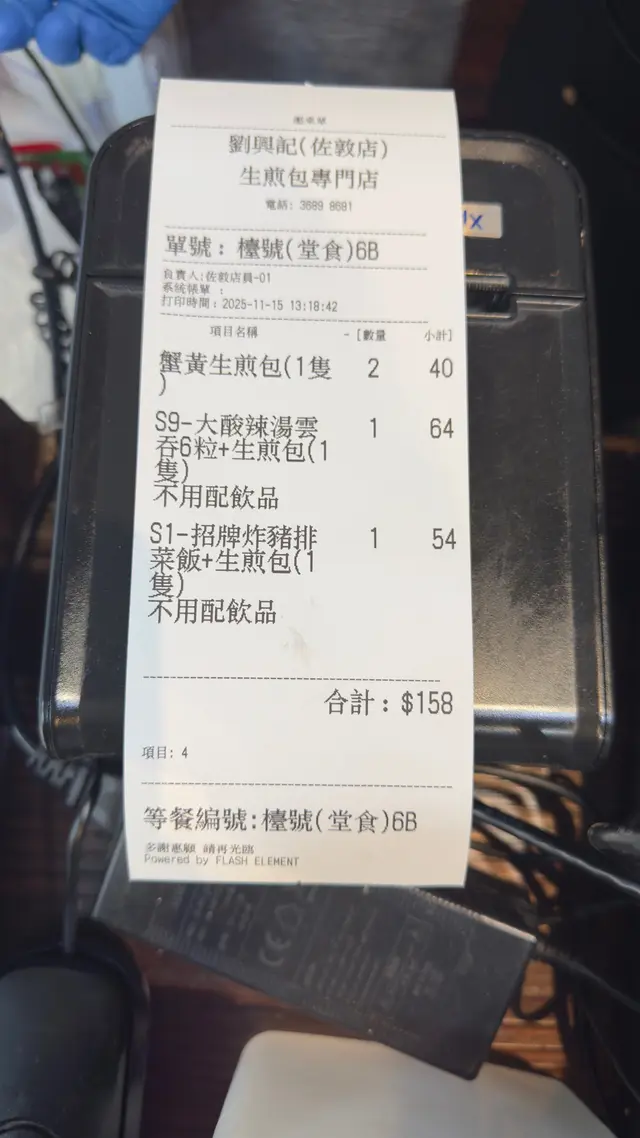 劉興記(佐敦店)
生煎包專門店
電話: 3689 8681
單號：檯號(堂食)6B
負責人:佐敦店員-01
系統帳單 :
打印時間：2025-11-15 13:18:42
項目名稱 - [數量 小計]
蟹黃生煎包(1隻 2 40
)
S9-大酸辣湯雲 1 64
吞6粒+生煎包(1
隻)
不用配飲品
S1-招牌炸豬排 1 54
菜飯+生煎包(1
隻)
不用配飲品
合計：$158
項目: 4
等餐編號:檯號(堂食)6B
多謝惠顧 請再光臨
Powered by FLASH ELEMENT